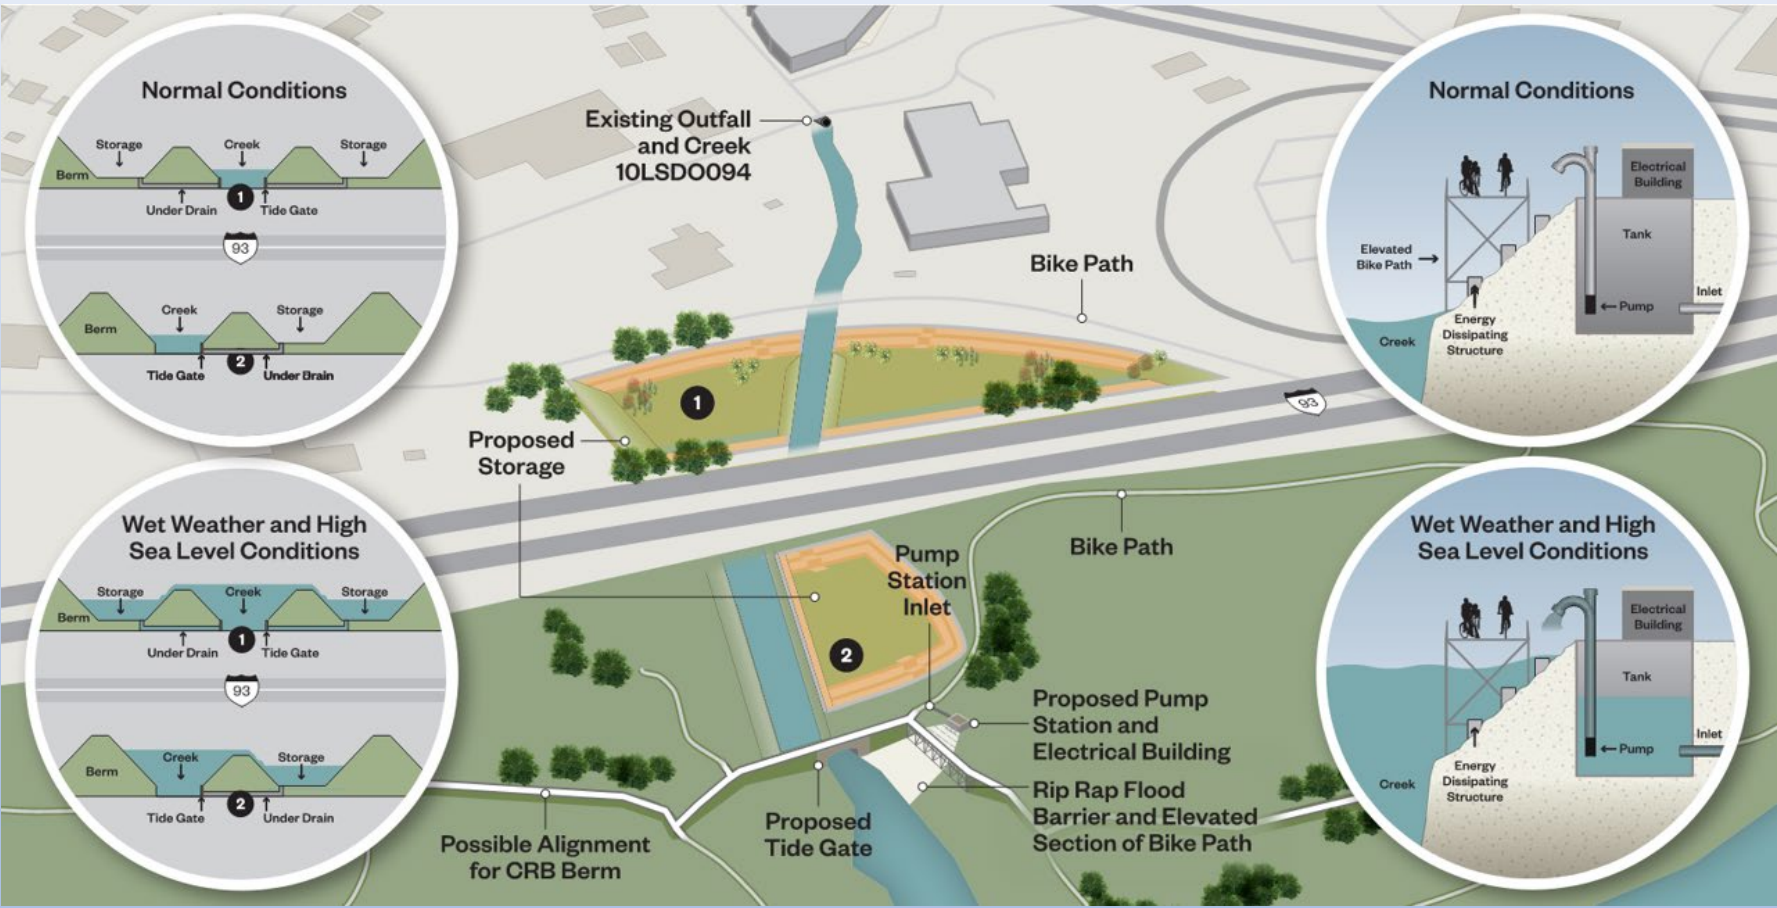 Normal Conditions
Storage
Creek
Storage
Berm
1
Under Drain
Tide Gate
93
Creek
Storage
Berm
2
Tide Gate
Under Drain
Wet Weather and High
Sea Level Conditions
Storage
Creek
Storage
Berm
1
Under Drain
Tide Gate
93
Creek
Storage
Berm
2
Tide Gate
Under Drain
Existing Outfall
and Creek
10LSDO094
Bike Path
1
93
Proposed
Storage
Bike Path
Pump
Station
Inlet
2
Proposed Pump
Station and
Electrical Building
Rip Rap Flood
Barrier and Elevated
Section of Bike Path
Proposed
Tide Gate
Possible Alignment
for CRB Berm
Normal Conditions
Electrical
Building
Tank
Elevated
Bike Path
Inlet
Pump
Energy
Dissipating
Structure
Creek
Wet Weather and High
Sea Level Conditions
Electrical
Building
Tank
Inlet
Pump
Energy
Dissipating
Structure
Creek